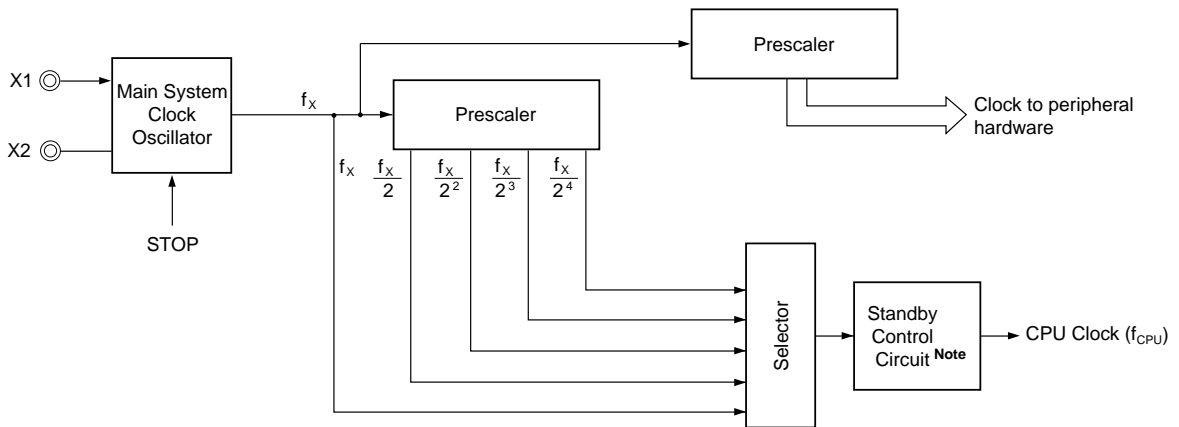 Prescaler
X1
Main System
Clock
Oscillator
fX
Prescaler
Clock to peripheral
hardware
X2
fX
fX/2
fX/2²
fX/2³
fX/2⁴
STOP
Selector
Standby
Control
Circuit Note
CPU Clock (fCPU)